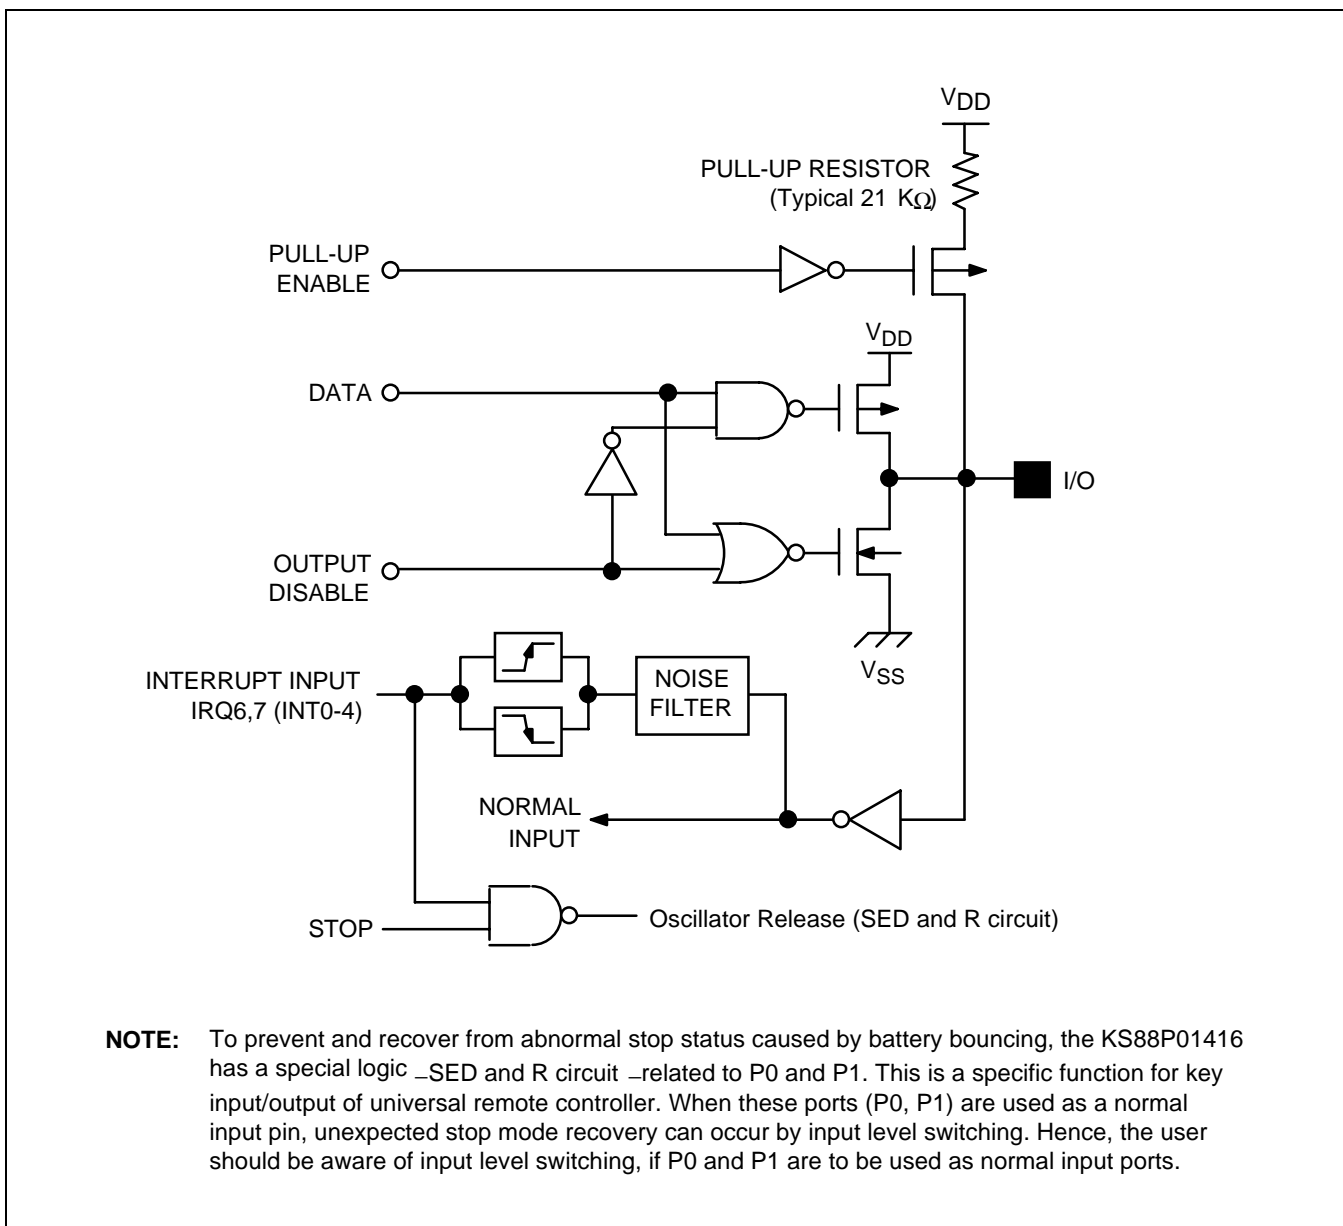 VDD
PULL-UP RESISTOR
(Typical 21 KΩ)
PULL-UP
ENABLE
VDD
DATA
I/O
OUTPUT
DISABLE
VSS
INTERRUPT INPUT
IRQ6,7 (INT0-4)
NOISE
FILTER
NORMAL
INPUT
STOP
Oscillator Release (SED and R circuit)
NOTE: To prevent and recover from abnormal stop status caused by battery bouncing, the KS88P01416
has a special logic –SED and R circuit –related to P0 and P1. This is a specific function for key
input/output of universal remote controller. When these ports (P0, P1) are used as a normal
input pin, unexpected stop mode recovery can occur by input level switching. Hence, the user
should be aware of input level switching, if P0 and P1 are to be used as normal input ports.